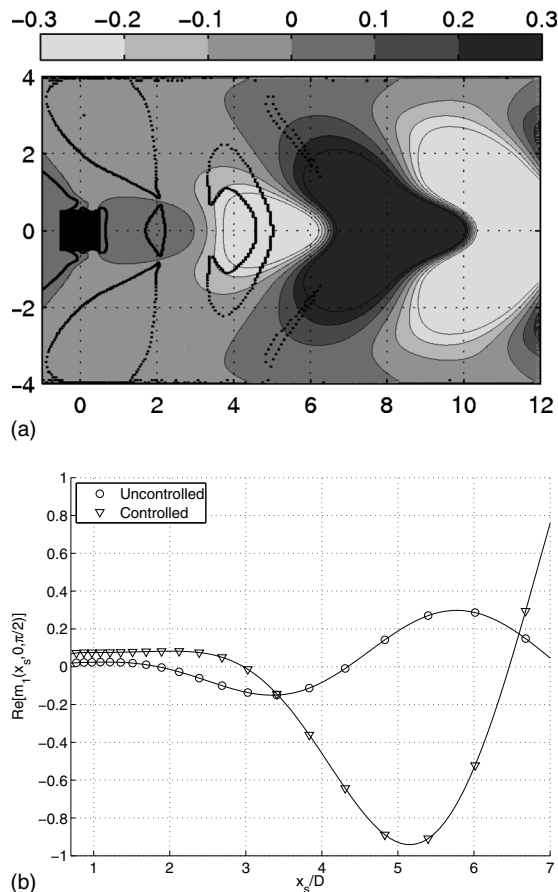 −0.3 −0.2 −0.1 0 0.1 0.2 0.3
4
2
0
−2
−4
0 2 4 6 8 10 12
(a)
1
0.8
0.6
0.4
0.2
0
−0.2
−0.4
−0.6
−0.8
−1
Uncontrolled
Controlled
Re[m1(xs,0,π/2)]
1 2 3 4 5 6 7
xs/D
(b)